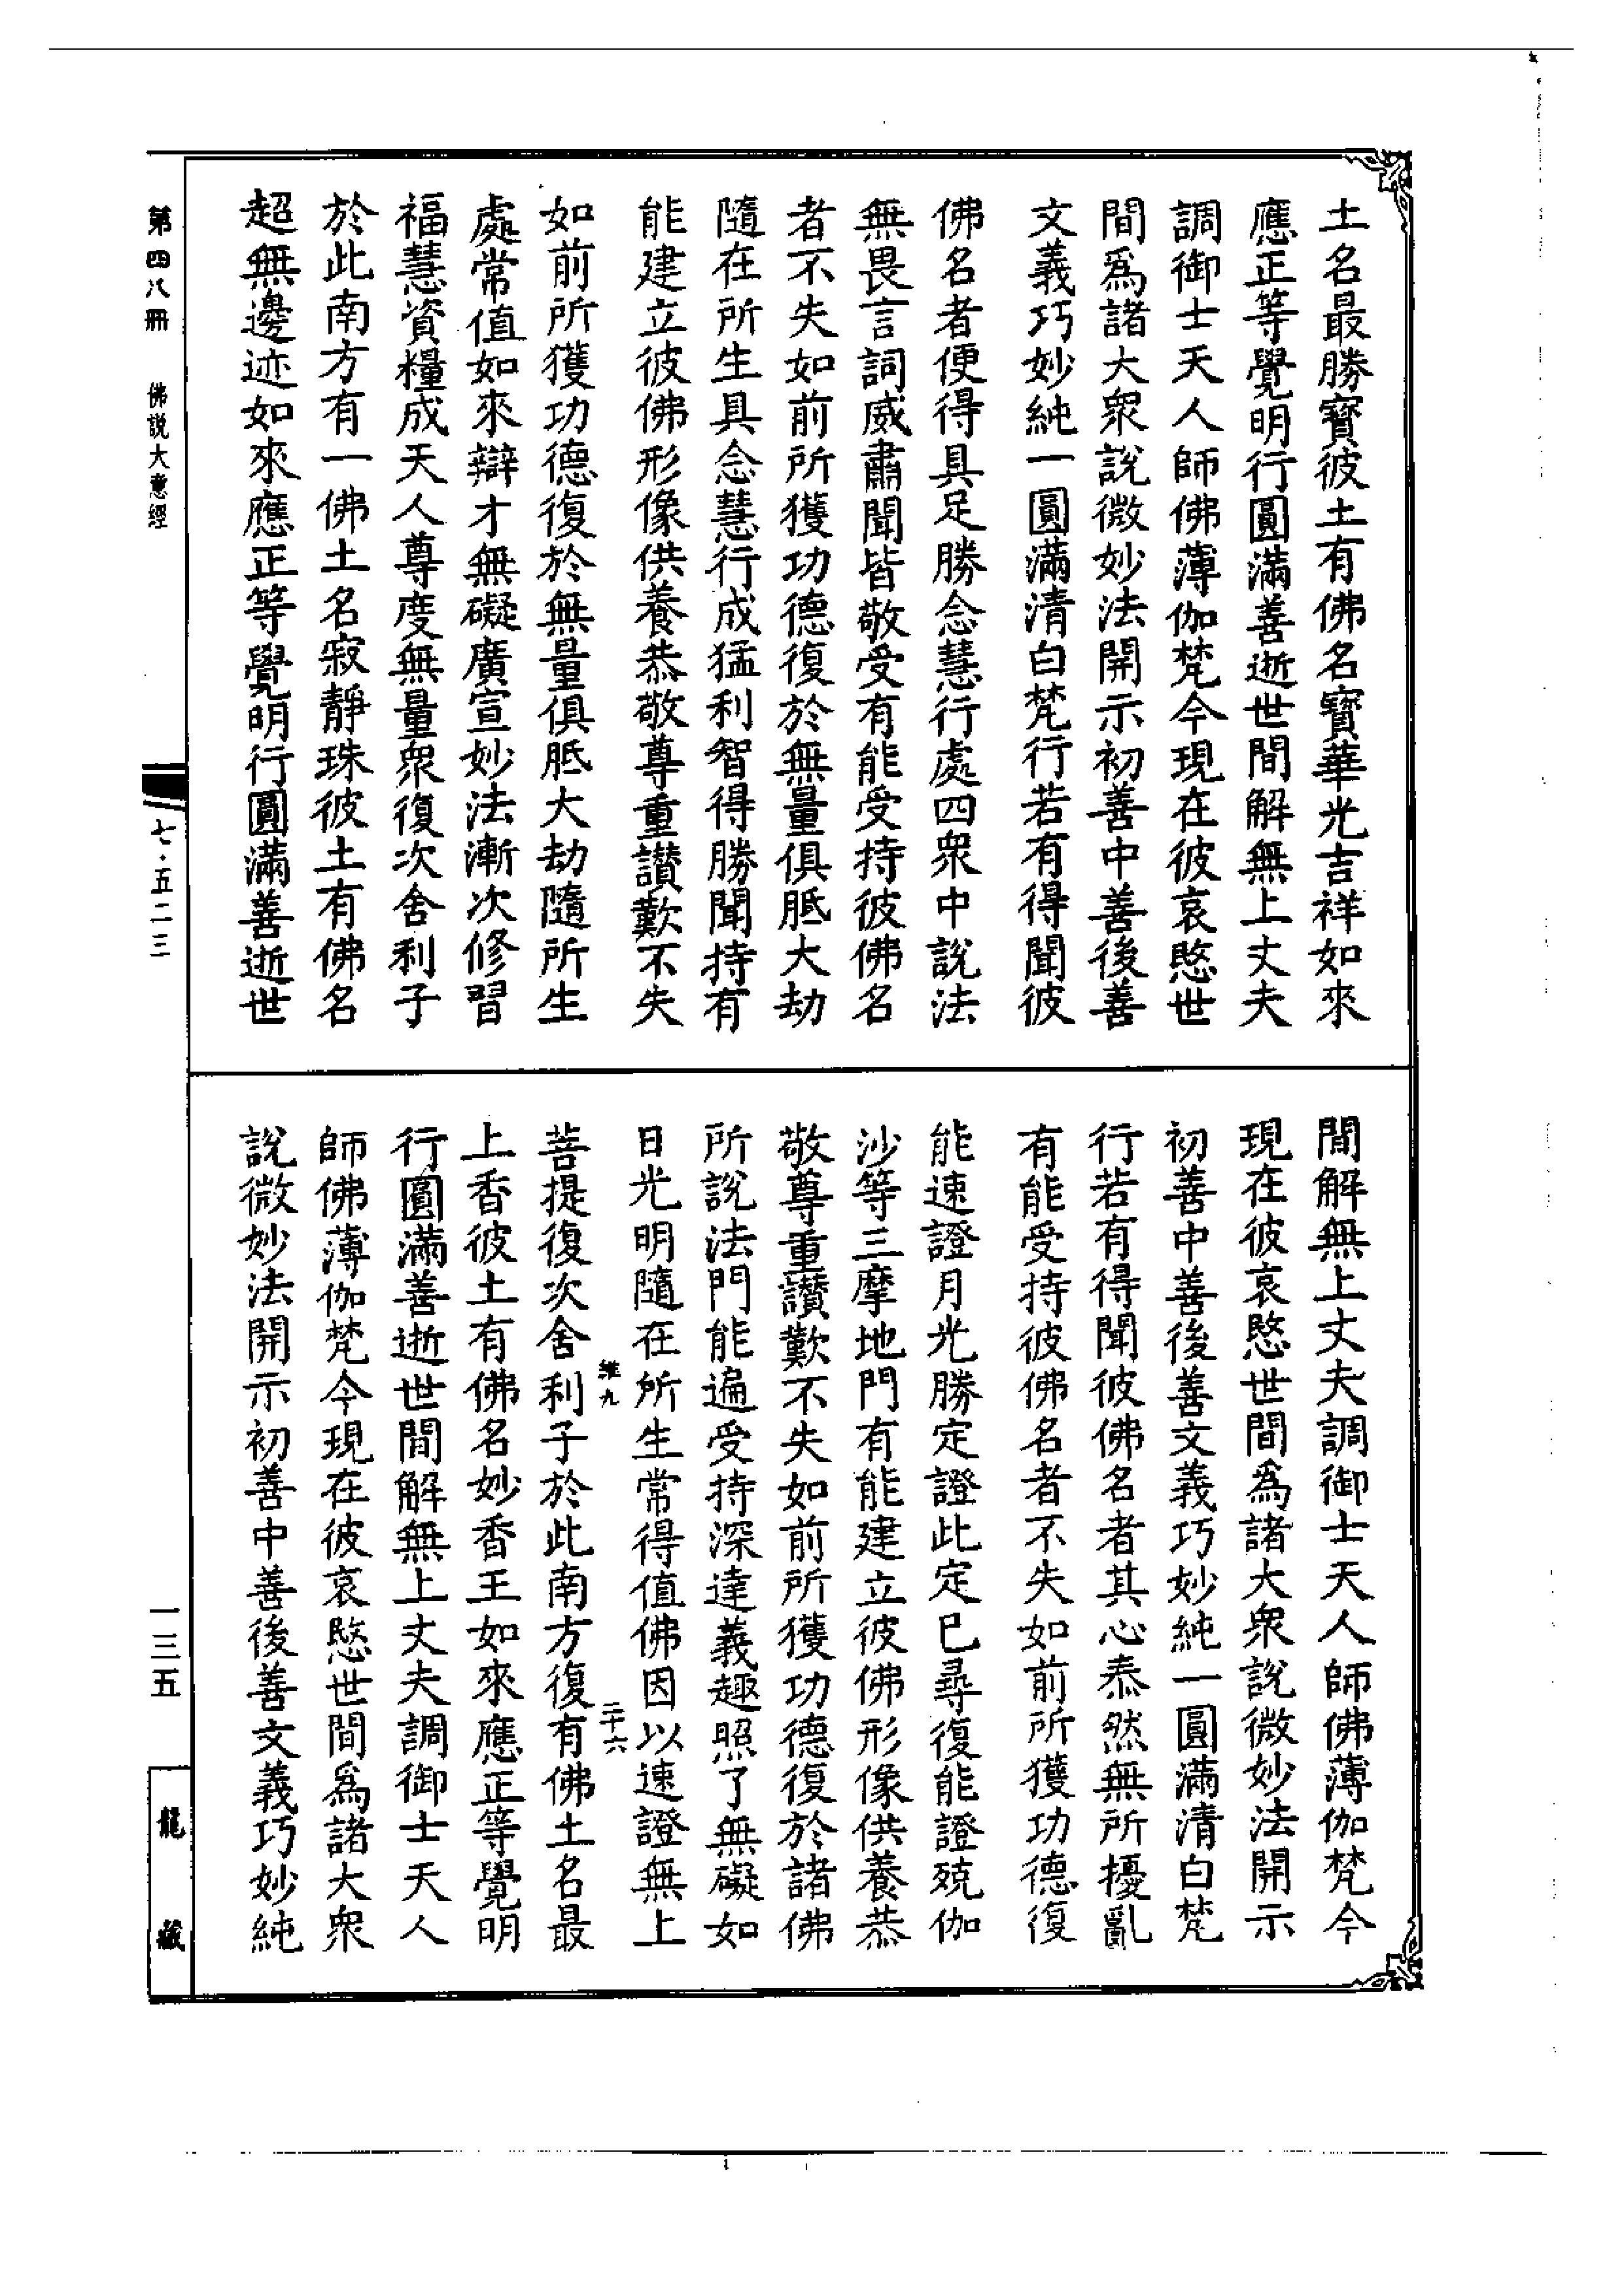 土名最勝寶彼土有佛名寶華光吉祥如來
應正等覺明行圓滿善逝世間解無上丈夫
調御士天人師佛薄伽梵今現在彼哀愍世
間爲諸大衆說微妙法開示初善中善後善
文義巧妙純一圓滿清白梵行若有得聞彼
佛名者便得具足勝念慧行處四衆中說法
無畏言詞威肅聞皆敬受有能受持彼佛名
者不失如前所獲功德復於無量俱胝大劫
隨在所生具念慧行成猛利智得勝聞持有
能建立彼佛形像供養恭敬尊重讚歎不失
如前所獲功德復於無量俱胝大劫隨所生
處常值如來辯才無礙廣宣妙法漸次修習
福慧資糧成天人尊度無量衆復次舍利子
於此南方有一佛土名寂靜珠彼土有佛名
超無邊迹如來應正等覺明行圓滿善逝世
間解無上丈夫調御士天人師佛薄伽梵今
現在彼哀愍世間爲諸大衆說微妙法開示
初善中善後善文義巧妙純一圓滿清白梵
行若有得聞彼佛名者其心泰然無所擾亂
有能受持彼佛名者不失如前所獲功德復
能速證月光勝定證此定已尋復能證殑伽
沙等三摩地門有能建立彼佛形像供養恭
敬尊重讚歎不失如前所獲功德復於諸佛
所說法門能遍受持深達義趣照了無礙如
日光明隨在所生常得值佛因以速證無上
維九 二十六
菩提復次舍利子於此南方復有佛土名最
上香彼土有佛名妙香王如來應正等覺明
行圓滿善逝世間解無上丈夫調御士天人
師佛薄伽梵今現在彼哀愍世間爲諸大衆
說微妙法開示初善中善後善文義巧妙純
第四八冊 佛說大意經 七·五二三 一三五 龍藏